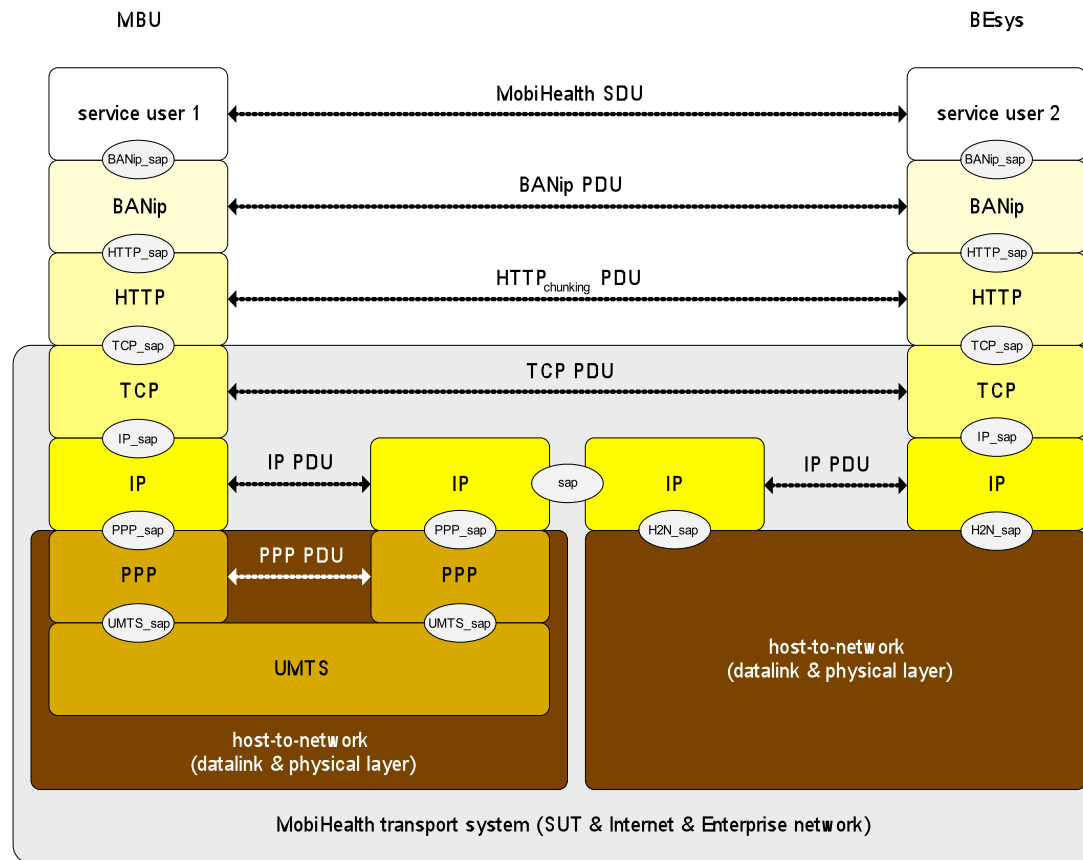 MBU
BEsys
service user 1
MobiHealth SDU
service user 2
BANip_sap
BANip_sap
BANip
BANip PDU
BANip
HTTP_sap
HTTP_sap
HTTP
HTTPchunking PDU
HTTP
TCP_sap
TCP_sap
TCP
TCP PDU
TCP
IP_sap
IP_sap
IP
IP PDU
IP
sap
IP
IP PDU
IP
PPP_sap
PPP_sap
H2N_sap
H2N_sap
PPP
PPP PDU
PPP
UMTS_sap
UMTS_sap
UMTS
host-to-network
(datalink & physical layer)
host-to-network
(datalink & physical layer)
MobiHealth transport system (SUT & Internet & Enterprise network)